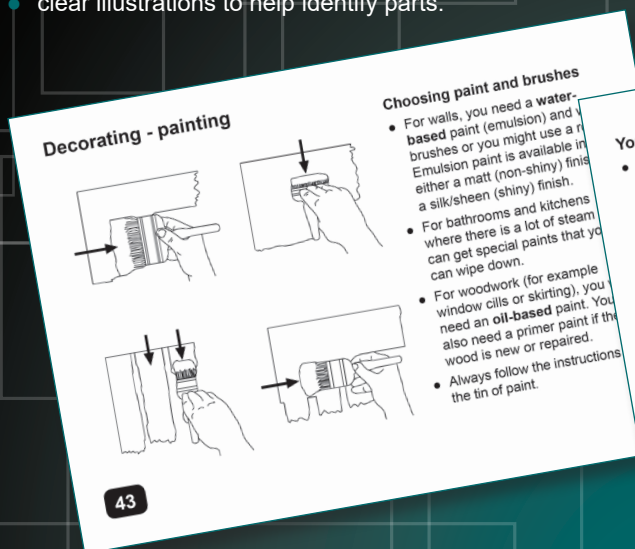 clear illustrations to help identify parts.
Decorating - painting
Choosing paint and brushes
• For walls, you need a water-
based paint (emulsion) and
brushes or you might use a
Emulsion paint is available in
either a matt (non-shiny)
a silk/sheen (shiny) finish.
• For bathrooms and kitchens
where there is a lot of steam
can get special paints that
can wipe down.
• For woodwork (for example
window cills or skirting), you
need an oil-based paint. You
also need a primer paint if the
wood is new or repaired.
• Always follow the instructions
the tin of paint.
43